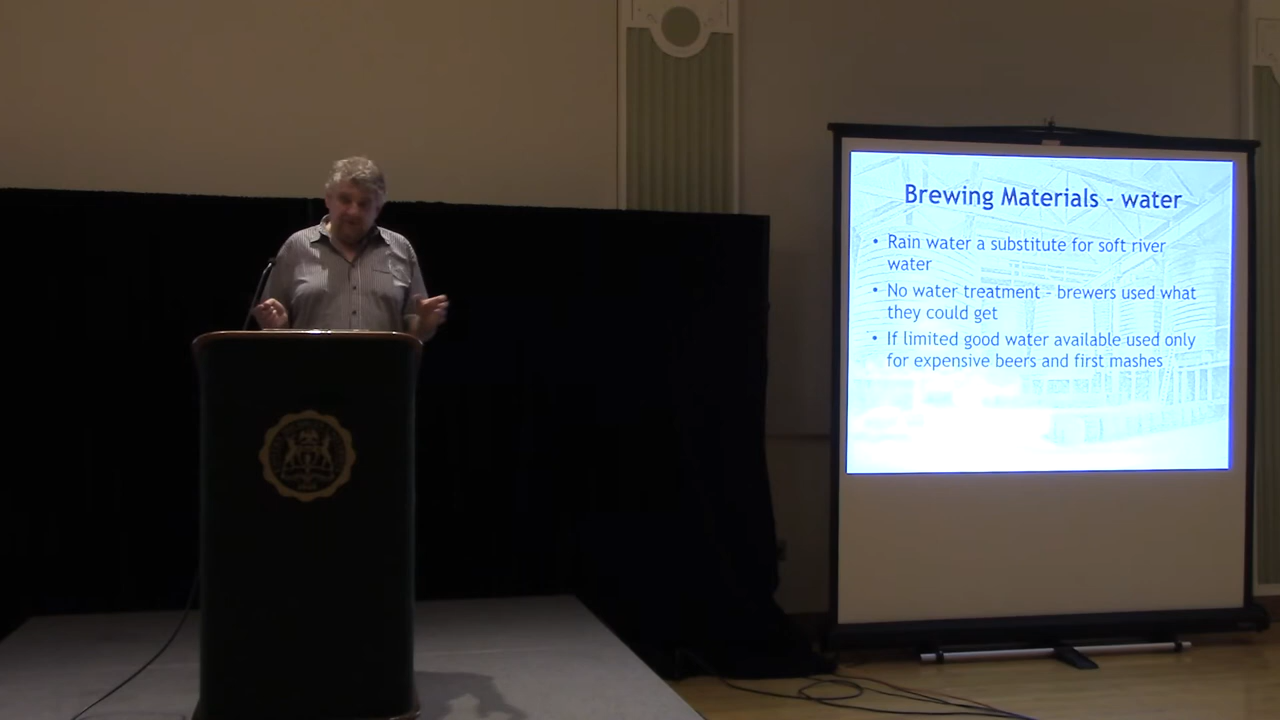 Brewing Materials - water
• Rain water a substitute for soft river
water
• No water treatment – brewers used what
they could get
• If limited good water available used only
for expensive beers and first mashes